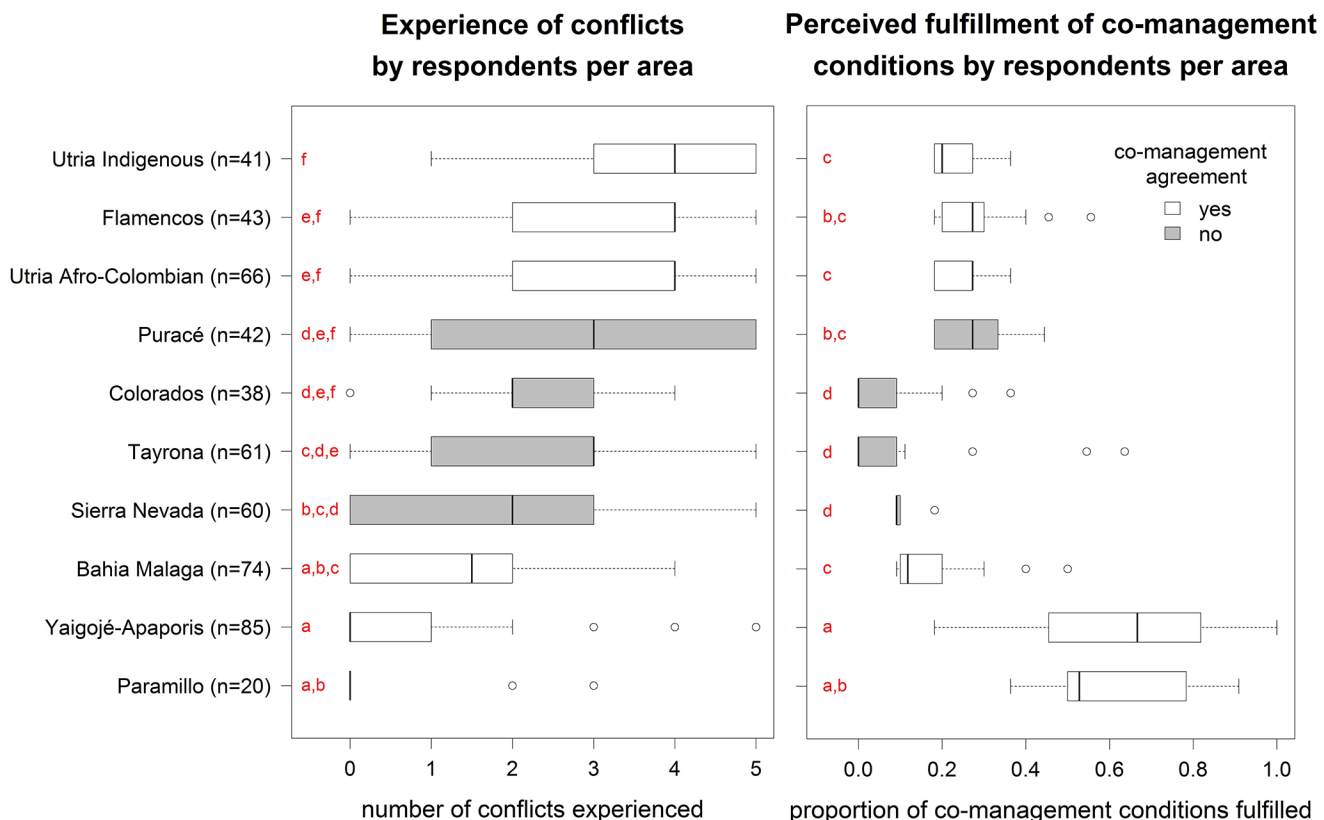 Experience of conflicts
by respondents per area
Perceived fulfillment of co-management
conditions by respondents per area
Utria Indigenous (n=41) f c
Flamencos (n=43) e,f b,c
Utria Afro-Colombian (n=66) e,f c
Puracé (n=42) d,e,f b,c
Colorados (n=38) d,e,f d
Tayrona (n=61) c,d,e d
Sierra Nevada (n=60) b,c,d d
Bahia Malaga (n=74) a,b,c c
Yaigojé-Apaporis (n=85) a a
Paramillo (n=20) a,b a,b
co-management
agreement
yes
no
0 1 2 3 4 5
number of conflicts experienced
0.0 0.2 0.4 0.6 0.8 1.0
proportion of co-management conditions fulfilled